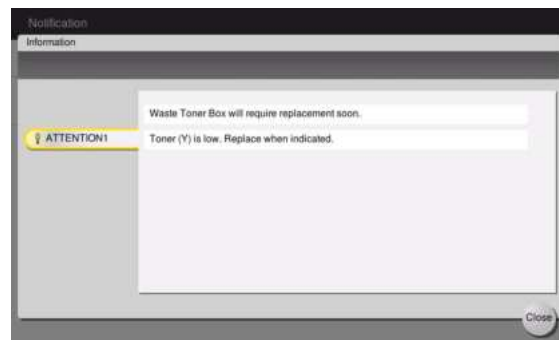 Notification
Information
Waste Toner Box will require replacement soon.
ATTENTION1
Toner (Y) is low. Replace when indicated.
Close